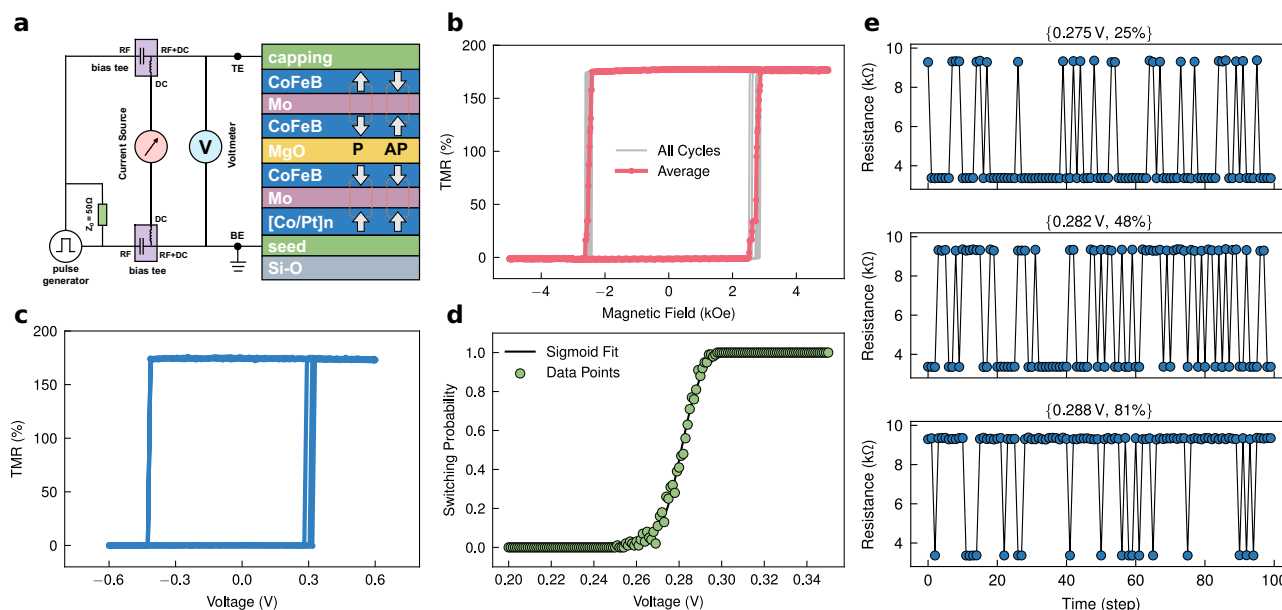 a
RF
RF+DC
bias tee
DC
TE
Current Source
V
Voltmeter
Z₀ = 50Ω
DC
BE
RF
RF+DC
bias tee
pulse
generator
capping
CoFeB
Mo
CoFeB
MgO
P
AP
CoFeB
Mo
[Co/Pt]n
seed
Si-O
b
TMR (%)
200
150
100
50
0
All Cycles
Average
−4
−2
0
2
4
Magnetic Field (kOe)
c
TMR (%)
200
150
100
50
0
−0.6
−0.3
0.0
0.3
0.6
Voltage (V)
d
Switching Probability
1.0
0.8
0.6
0.4
0.2
0.0
Sigmoid Fit
Data Points
0.20
0.22
0.24
0.26
0.28
0.30
0.32
0.34
Voltage (V)
e
{0.275 V, 25%}
Resistance (kΩ)
10
8
6
4
{0.282 V, 48%}
Resistance (kΩ)
10
8
6
4
{0.288 V, 81%}
Resistance (kΩ)
10
8
6
4
0
20
40
60
80
100
Time (step)